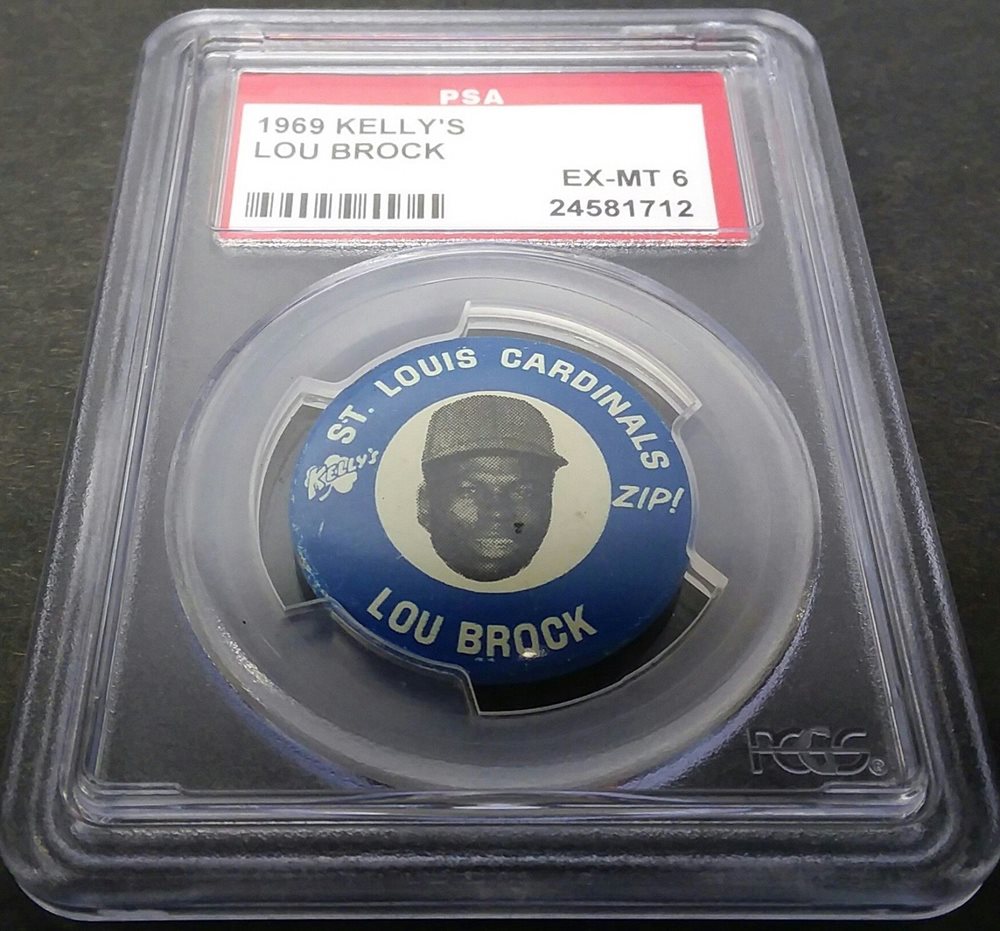 PSA
1969 KELLY'S
LOU BROCK
EX-MT 6
24581712
ST. LOUIS CARDINALS
KELLY'S
ZIP!
LOU BROCK
PCGS®